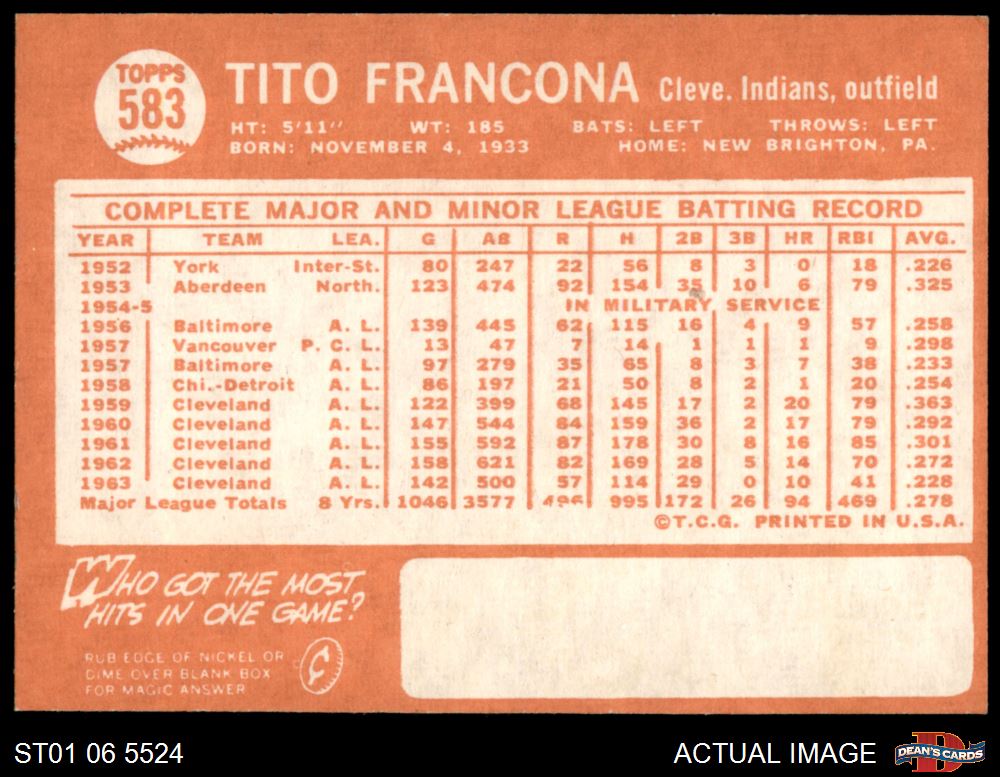 TOPPS
583
TITO FRANCONA Cleve. Indians, outfield
HT: 5'11" WT: 185 BATS: LEFT THROWS: LEFT
BORN: NOVEMBER 4, 1933 HOME: NEW BRIGHTON, PA.
COMPLETE MAJOR AND MINOR LEAGUE BATTING RECORD
YEAR TEAM LEA. G AB R H 2B 3B HR RBI AVG.
1952 York Inter-St. 80 247 22 56 8 3 0 18 .226
1953 Aberdeen North. 123 474 92 154 35 10 6 79 .325
1954-5 IN MILITARY SERVICE
1956 Baltimore A. L. 139 445 62 115 16 4 9 57 .258
1957 Vancouver P. C. L. 13 47 7 14 1 1 1 9 .298
1957 Baltimore A. L. 97 279 35 65 8 3 7 38 .233
1958 Chi.-Detroit A. L. 86 197 21 50 8 2 1 20 .254
1959 Cleveland A. L. 122 399 68 145 17 2 20 79 .363
1960 Cleveland A. L. 147 544 84 159 36 2 17 79 .292
1961 Cleveland A. L. 155 592 87 178 30 8 16 85 .301
1962 Cleveland A. L. 158 621 82 169 28 5 14 70 .272
1963 Cleveland A. L. 142 500 57 114 29 0 10 41 .228
Major League Totals 8 Yrs. 1046 3577 496 995 172 26 94 469 .278
©T.C.G. PRINTED IN U.S.A.
WHO GOT THE MOST
HITS IN ONE GAME?
RUB EDGE OF NICKEL OR
DIME OVER BLANK BOX
FOR MAGIC ANSWER
¢
ST01 06 5524 ACTUAL IMAGE DEAN'S CARDS